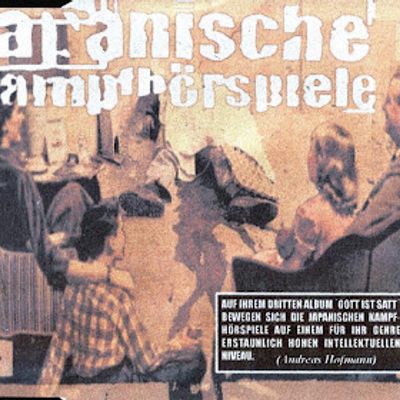 apanische
ampfhörspiele
AUF IHREM DRITTEN ALBUM ´GOTT IST SATT´
BEWEGEN SICH DIE JAPANISCHEN KAMPF-
HÖRSPIELE AUF EINEM FÜR IHR GENRE
ERSTAUNLICH HOHEN INTELLEKTUELLEN
NIVEAU. (Andreas Hofmann)